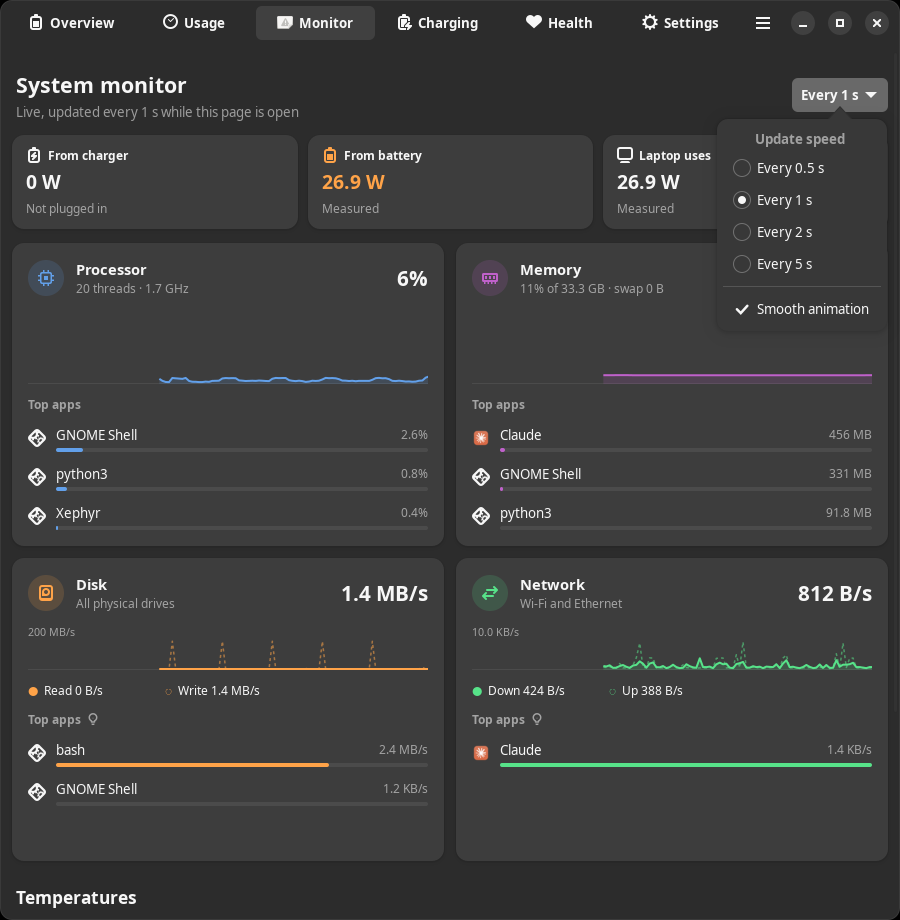 Overview
Usage
Monitor
Charging
Health
Settings
System monitor
Live, updated every 1 s while this page is open
Every 1 s
Update speed
Every 0.5 s
Every 1 s
Every 2 s
Every 5 s
Smooth animation
From charger
0 W
Not plugged in
From battery
26.9 W
Measured
Laptop uses
26.9 W
Measured
Processor
20 threads · 1.7 GHz
6%
Top apps
GNOME Shell 2.6%
python3 0.8%
Xephyr 0.4%
Memory
11% of 33.3 GB · swap 0 B
Top apps
Claude 456 MB
GNOME Shell 331 MB
python3 91.8 MB
Disk
All physical drives
1.4 MB/s
200 MB/s
Read 0 B/s
Write 1.4 MB/s
Top apps
bash 2.4 MB/s
GNOME Shell 1.2 KB/s
Network
Wi-Fi and Ethernet
812 B/s
10.0 KB/s
Down 424 B/s
Up 388 B/s
Top apps
Claude 1.4 KB/s
Temperatures